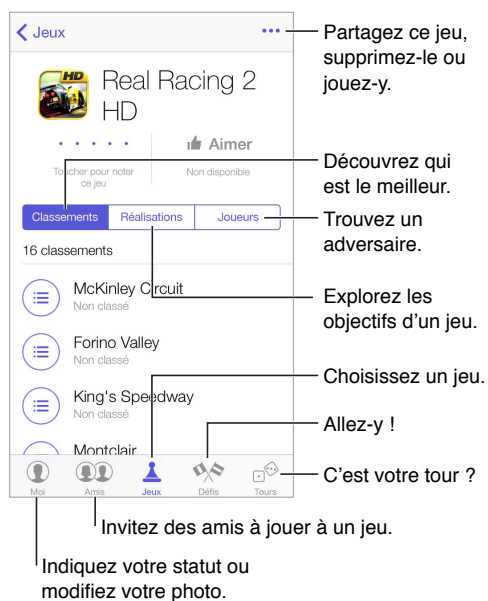 Jeux
Partagez ce jeu,
supprimez-le ou
jouez-y.
HD
Real Racing 2
HD
Aimer
Toucher pour noter
ce jeu
Non disponible
Découvrez qui
est le meilleur.
Classements
Réalisations
Joueurs
Trouvez un
adversaire.
16 classements
McKinley Circuit
Non classé
Explorez les
objectifs d'un jeu.
Forino Valley
Non classé
King's Speedway
Non classé
Choisissez un jeu.
Allez-y !
Montclair
C'est votre tour ?
Moi
Amis
Jeux
Défis
Tours
Invitez des amis à jouer à un jeu.
Indiquez votre statut ou
modifiez votre photo.